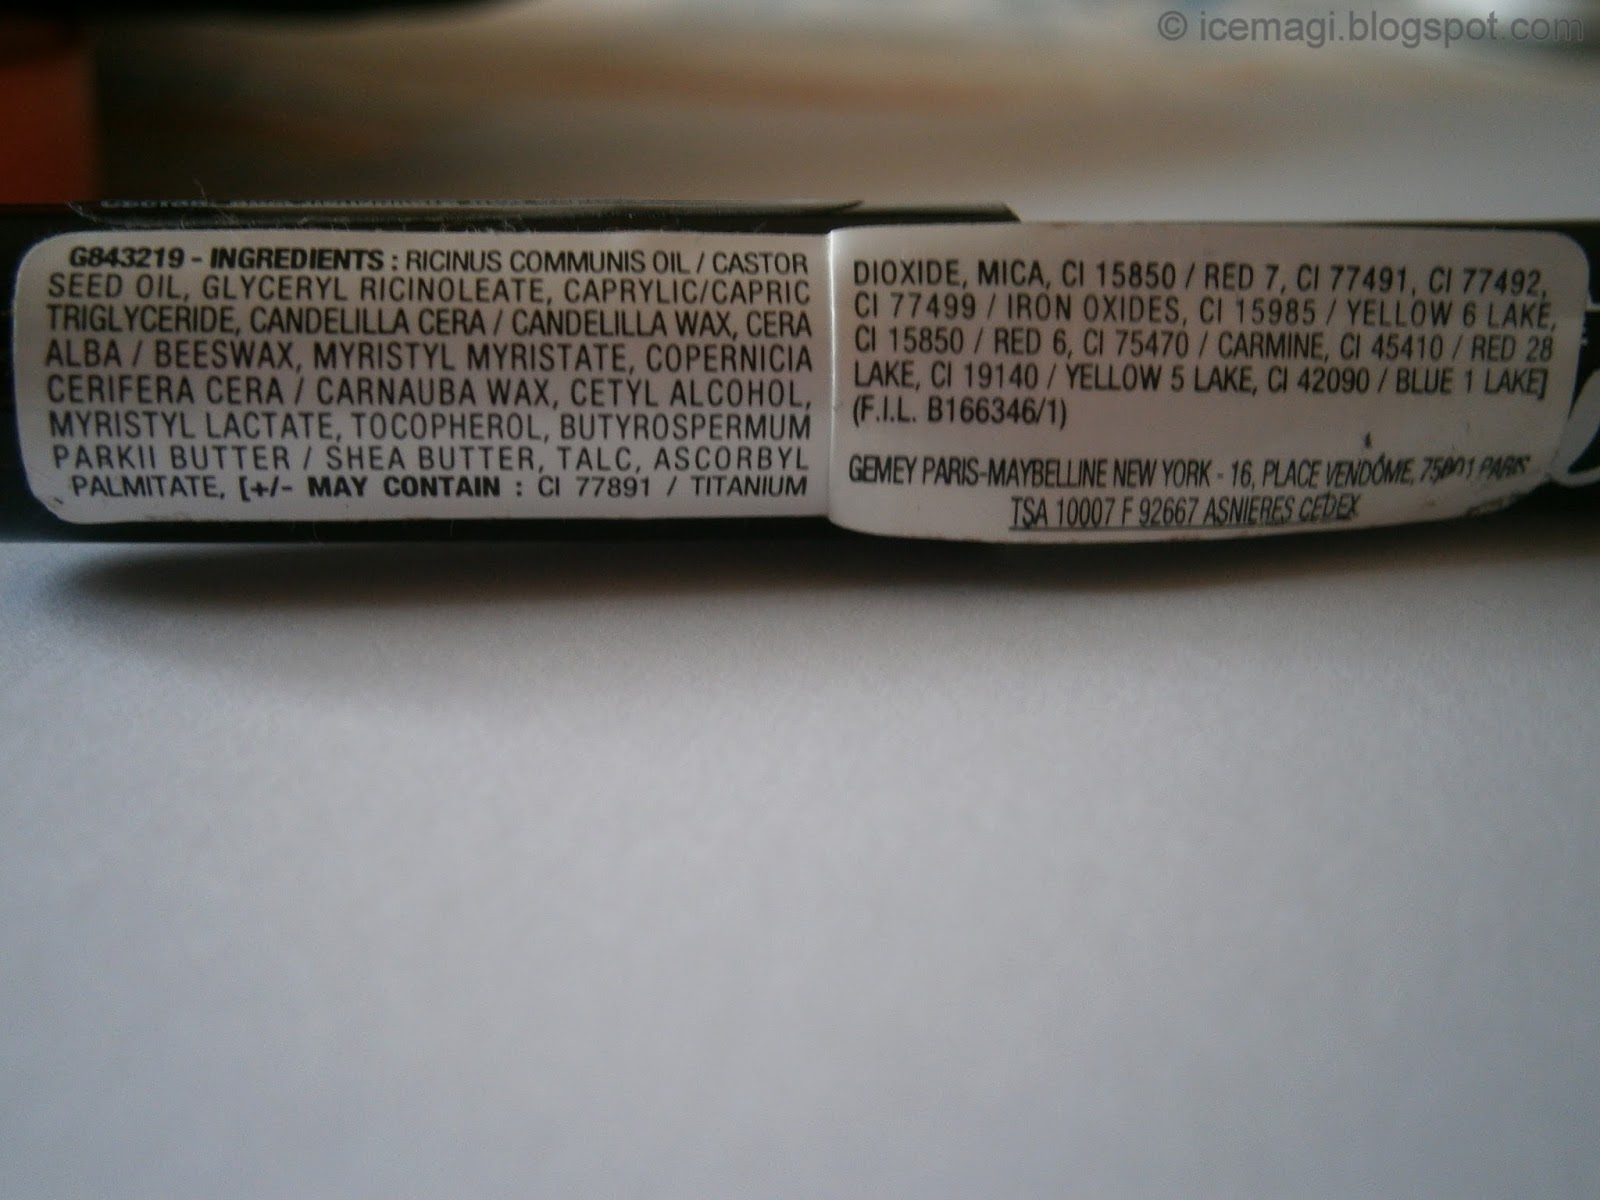 © icemagi.blogspot.com
G843219 - INGREDIENTS : RICINUS COMMUNIS OIL / CASTOR
SEED OIL, GLYCERYL RICINOLEATE, CAPRYLIC/CAPRIC
TRIGLYCERIDE, CANDELILLA CERA / CANDELILLA WAX, CERA
ALBA / BEESWAX, MYRISTYL MYRISTATE, COPERNICIA
CERIFERA CERA / CARNAUBA WAX, CETYL ALCOHOL,
MYRISTYL LACTATE, TOCOPHEROL, BUTYROSPERMUM
PARKII BUTTER / SHEA BUTTER, TALC, ASCORBYL
PALMITATE, [+/- MAY CONTAIN : CI 77891 / TITANIUM
DIOXIDE, MICA, CI 15850 / RED 7, CI 77491, CI 77492,
CI 77499 / IRON OXIDES, CI 15985 / YELLOW 6 LAKE,
CI 15850 / RED 6, CI 75470 / CARMINE, CI 45410 / RED 28
LAKE, CI 19140 / YELLOW 5 LAKE, CI 42090 / BLUE 1 LAKE]
(F.I.L. B166346/1)
GEMEY PARIS-MAYBELLINE NEW YORK - 16, PLACE VENDÔME, 75001 PARIS
TSA 10007 F 92667 ASNIERES CEDEX